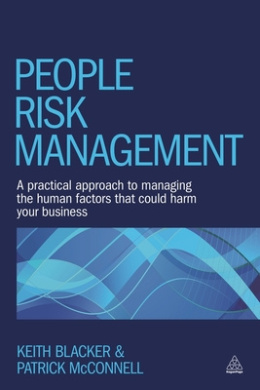 PEOPLE
RISK
MANAGEMENT
A practical approach to managing
the human factors that could harm
your business
KEITH BLACKER &
PATRICK McCONNELL